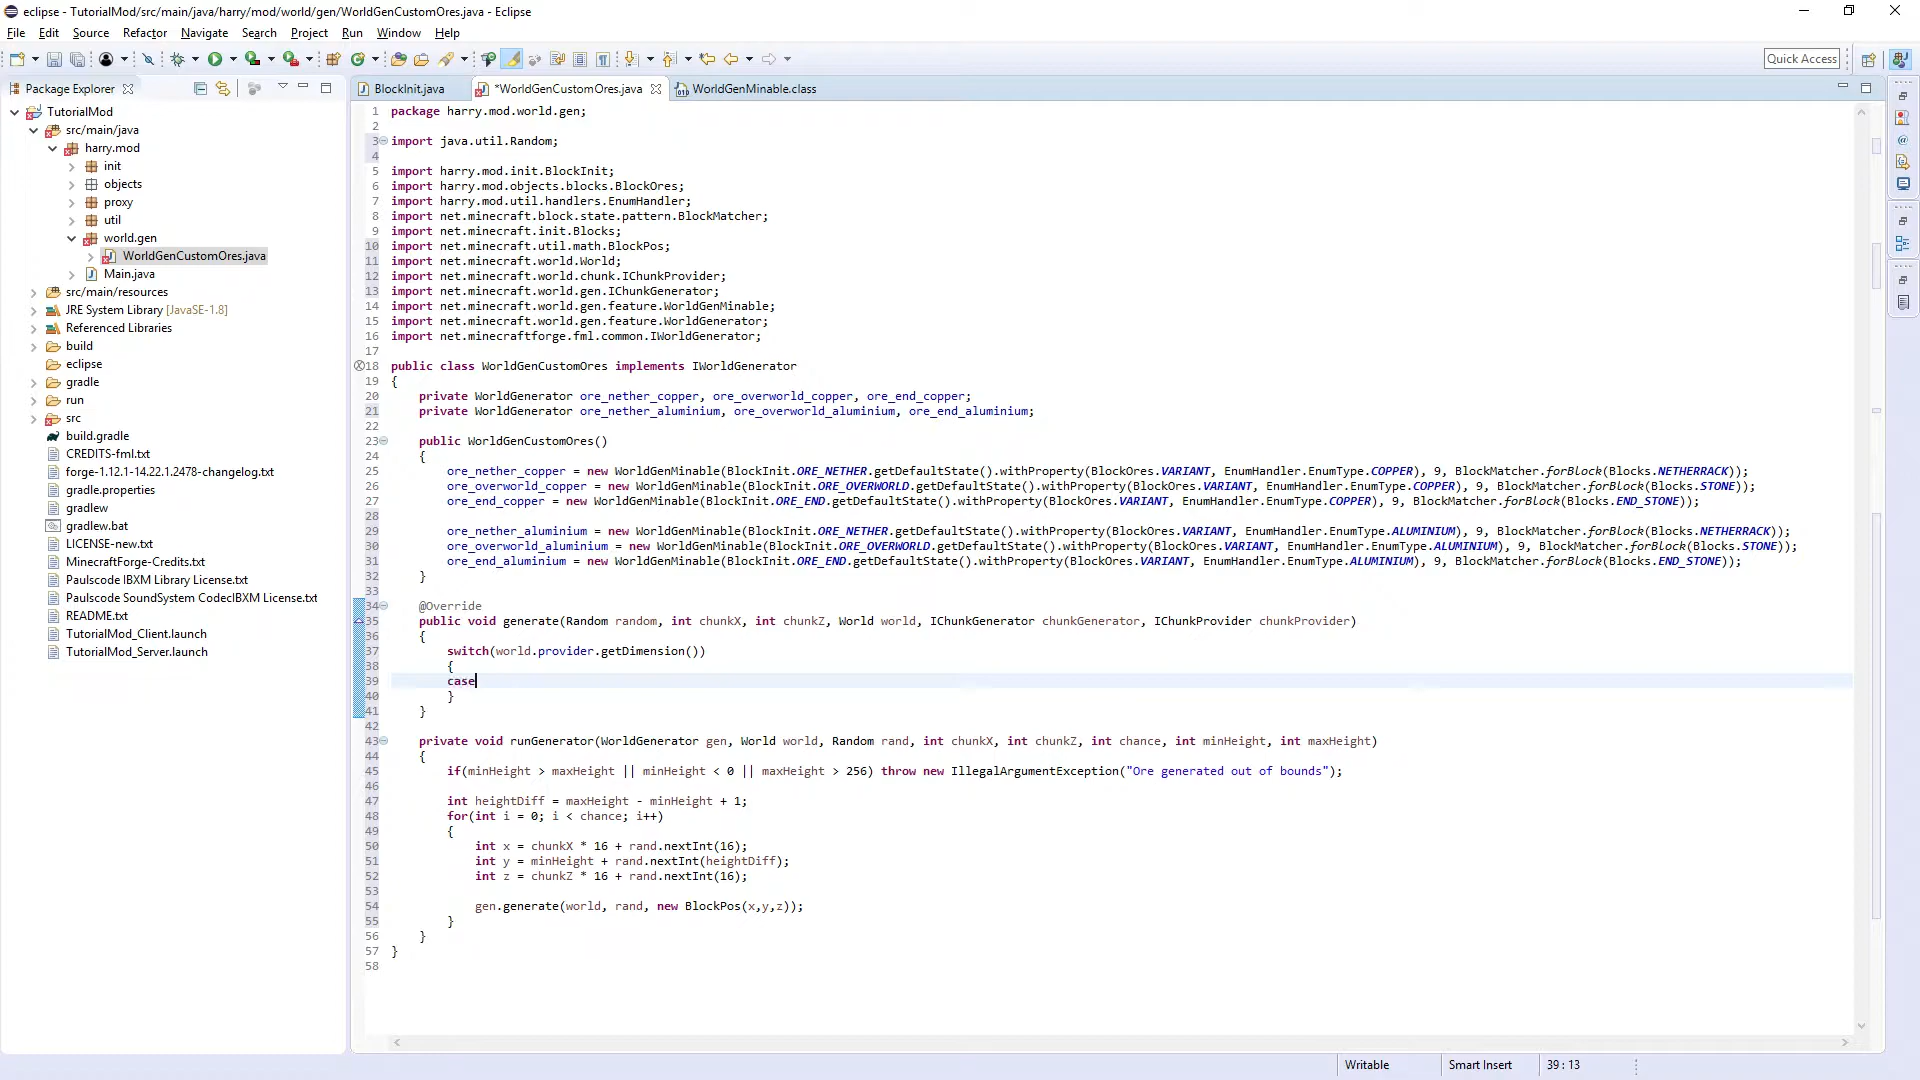 eclipse - TutorialMod/src/main/java/harry/mod/world/gen/WorldGenCustomOres.java - Eclipse
File Edit Source Refactor Navigate Search Project Run Window Help
Quick Access
Package Explorer
TutorialMod
src/main/java
harry.mod
init
objects
proxy
util
world.gen
WorldGenCustomOres.java
Main.java
src/main/resources
JRE System Library [JavaSE-1.8]
Referenced Libraries
build
eclipse
gradle
run
src
build.gradle
CREDITS-fml.txt
forge-1.12.1-14.22.1.2478-changelog.txt
gradle.properties
gradlew
gradlew.bat
LICENSE-new.txt
MinecraftForge-Credits.txt
Paulscode IBXM Library License.txt
Paulscode SoundSystem CodecIBXM License.txt
README.txt
TutorialMod_Client.launch
TutorialMod_Server.launch
BlockInit.java *WorldGenCustomOres.java WorldGenMinable.class
1 package harry.mod.world.gen;
2
3 import java.util.Random;
4
5 import harry.mod.init.BlockInit;
6 import harry.mod.objects.blocks.BlockOres;
7 import harry.mod.util.handlers.EnumHandler;
8 import net.minecraft.block.state.pattern.BlockMatcher;
9 import net.minecraft.init.Blocks;
10 import net.minecraft.util.math.BlockPos;
11 import net.minecraft.world.World;
12 import net.minecraft.world.chunk.IChunkProvider;
13 import net.minecraft.world.gen.IChunkGenerator;
14 import net.minecraft.world.gen.feature.WorldGenMinable;
15 import net.minecraft.world.gen.feature.WorldGenerator;
16 import net.minecraftforge.fml.common.IWorldGenerator;
17
18 public class WorldGenCustomOres implements IWorldGenerator
19 {
20 private WorldGenerator ore_nether_copper, ore_overworld_copper, ore_end_copper;
21 private WorldGenerator ore_nether_aluminium, ore_overworld_aluminium, ore_end_aluminium;
22
23 public WorldGenCustomOres()
24 {
25 ore_nether_copper = new WorldGenMinable(BlockInit.ORE_NETHER.getDefaultState().withProperty(BlockOres.VARIANT, EnumHandler.EnumType.COPPER), 9, BlockMatcher.forBlock(Blocks.NETHERRACK));
26 ore_overworld_copper = new WorldGenMinable(BlockInit.ORE_OVERWORLD.getDefaultState().withProperty(BlockOres.VARIANT, EnumHandler.EnumType.COPPER), 9, BlockMatcher.forBlock(Blocks.STONE));
27 ore_end_copper = new WorldGenMinable(BlockInit.ORE_END.getDefaultState().withProperty(BlockOres.VARIANT, EnumHandler.EnumType.COPPER), 9, BlockMatcher.forBlock(Blocks.END_STONE));
28
29 ore_nether_aluminium = new WorldGenMinable(BlockInit.ORE_NETHER.getDefaultState().withProperty(BlockOres.VARIANT, EnumHandler.EnumType.ALUMINIUM), 9, BlockMatcher.forBlock(Blocks.NETHERRACK));
30 ore_overworld_aluminium = new WorldGenMinable(BlockInit.ORE_OVERWORLD.getDefaultState().withProperty(BlockOres.VARIANT, EnumHandler.EnumType.ALUMINIUM), 9, BlockMatcher.forBlock(Blocks.STONE));
31 ore_end_aluminium = new WorldGenMinable(BlockInit.ORE_END.getDefaultState().withProperty(BlockOres.VARIANT, EnumHandler.EnumType.ALUMINIUM), 9, BlockMatcher.forBlock(Blocks.END_STONE));
32 }
33
34 @Override
35 public void generate(Random random, int chunkX, int chunkZ, World world, IChunkGenerator chunkGenerator, IChunkProvider chunkProvider)
36 {
37 switch(world.provider.getDimension())
38 {
39 case
40 }
41 }
42
43 private void runGenerator(WorldGenerator gen, World world, Random rand, int chunkX, int chunkZ, int chance, int minHeight, int maxHeight)
44 {
45 if(minHeight > maxHeight || minHeight < 0 || maxHeight > 256) throw new IllegalArgumentException("Ore generated out of bounds");
46
47 int heightDiff = maxHeight - minHeight + 1;
48 for(int i = 0; i < chance; i++)
49 {
50 int x = chunkX * 16 + rand.nextInt(16);
51 int y = minHeight + rand.nextInt(heightDiff);
52 int z = chunkZ * 16 + rand.nextInt(16);
53
54 gen.generate(world, rand, new BlockPos(x,y,z));
55 }
56 }
57 }
58
Writable Smart Insert 39 : 13